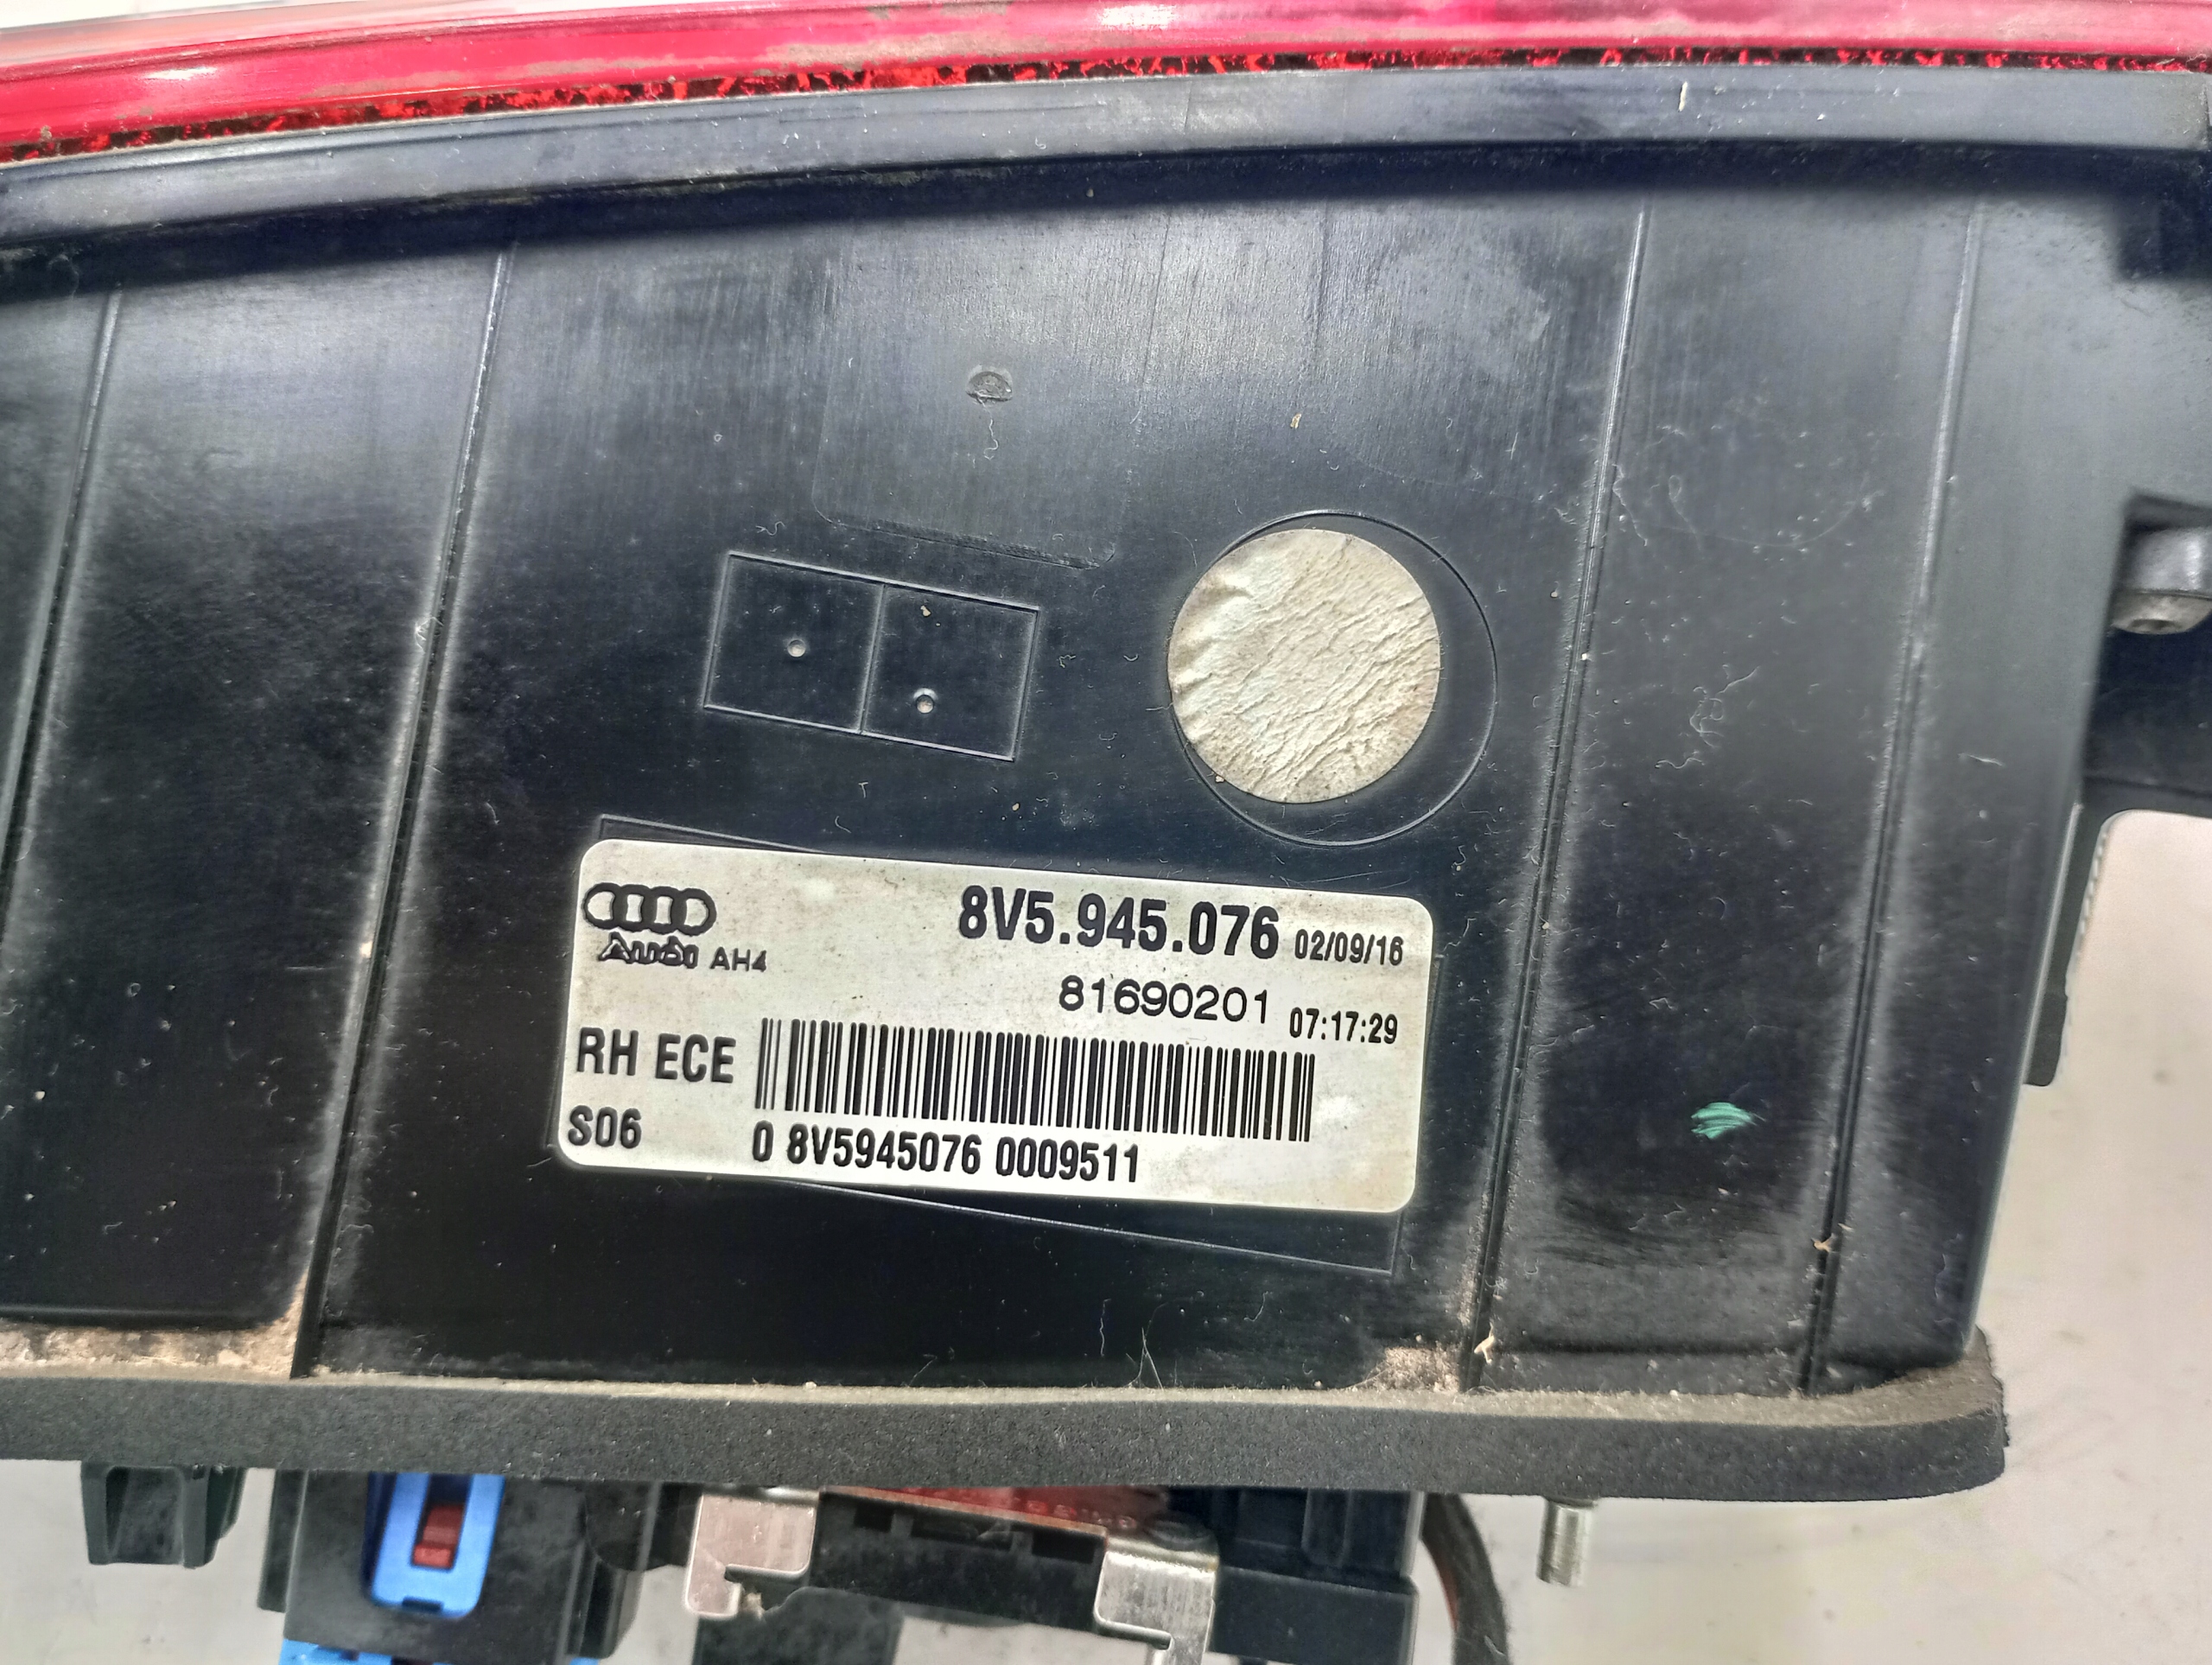 8V5.945.076 02/09/16
Audi AH4
81690201 07:17:29
RH ECE
S06 0 8V5945076 0009511